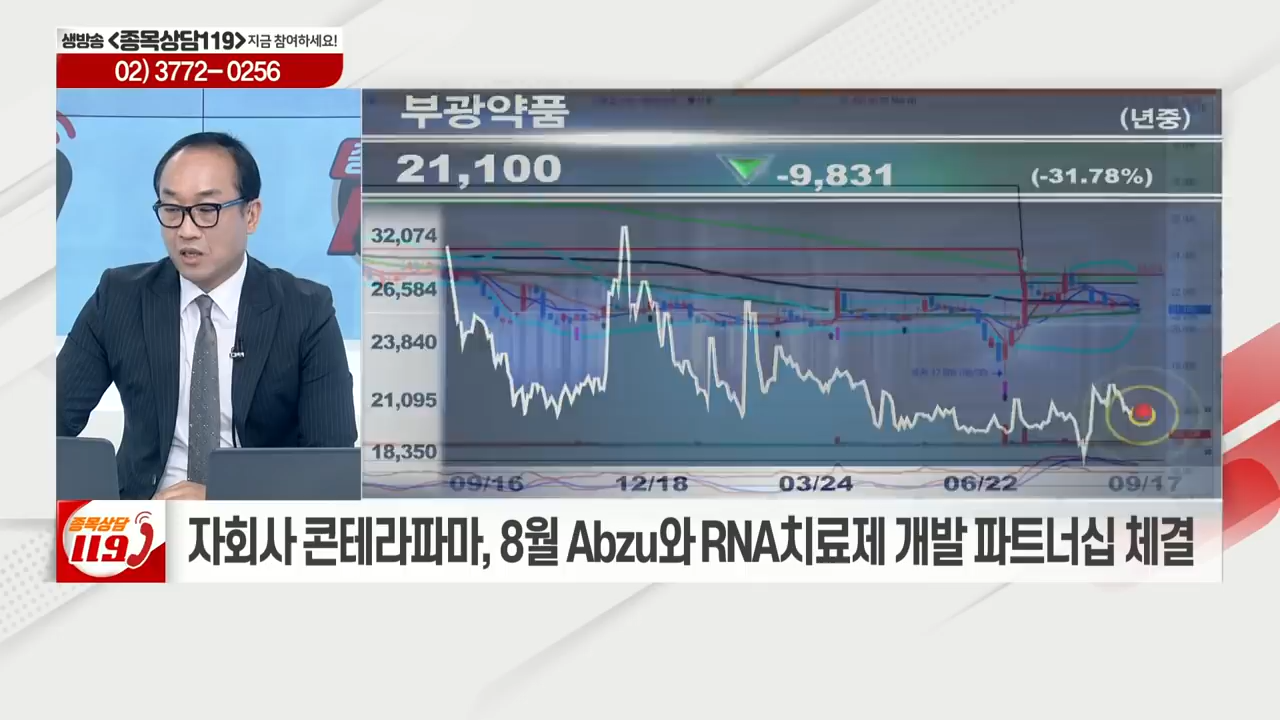 생방송 <종목상담119> 지금 참여하세요!
02) 3772-0256
부광약품
(년중)
21,100 ▼ -9,831 (-31.78%)
32,074
26,584
23,840
21,095
18,350
09/16 12/18 03/24 06/22 09/17
종목상담
119
자회사 콘테라파마, 8월 Abzu와 RNA치료제 개발 파트너십 체결